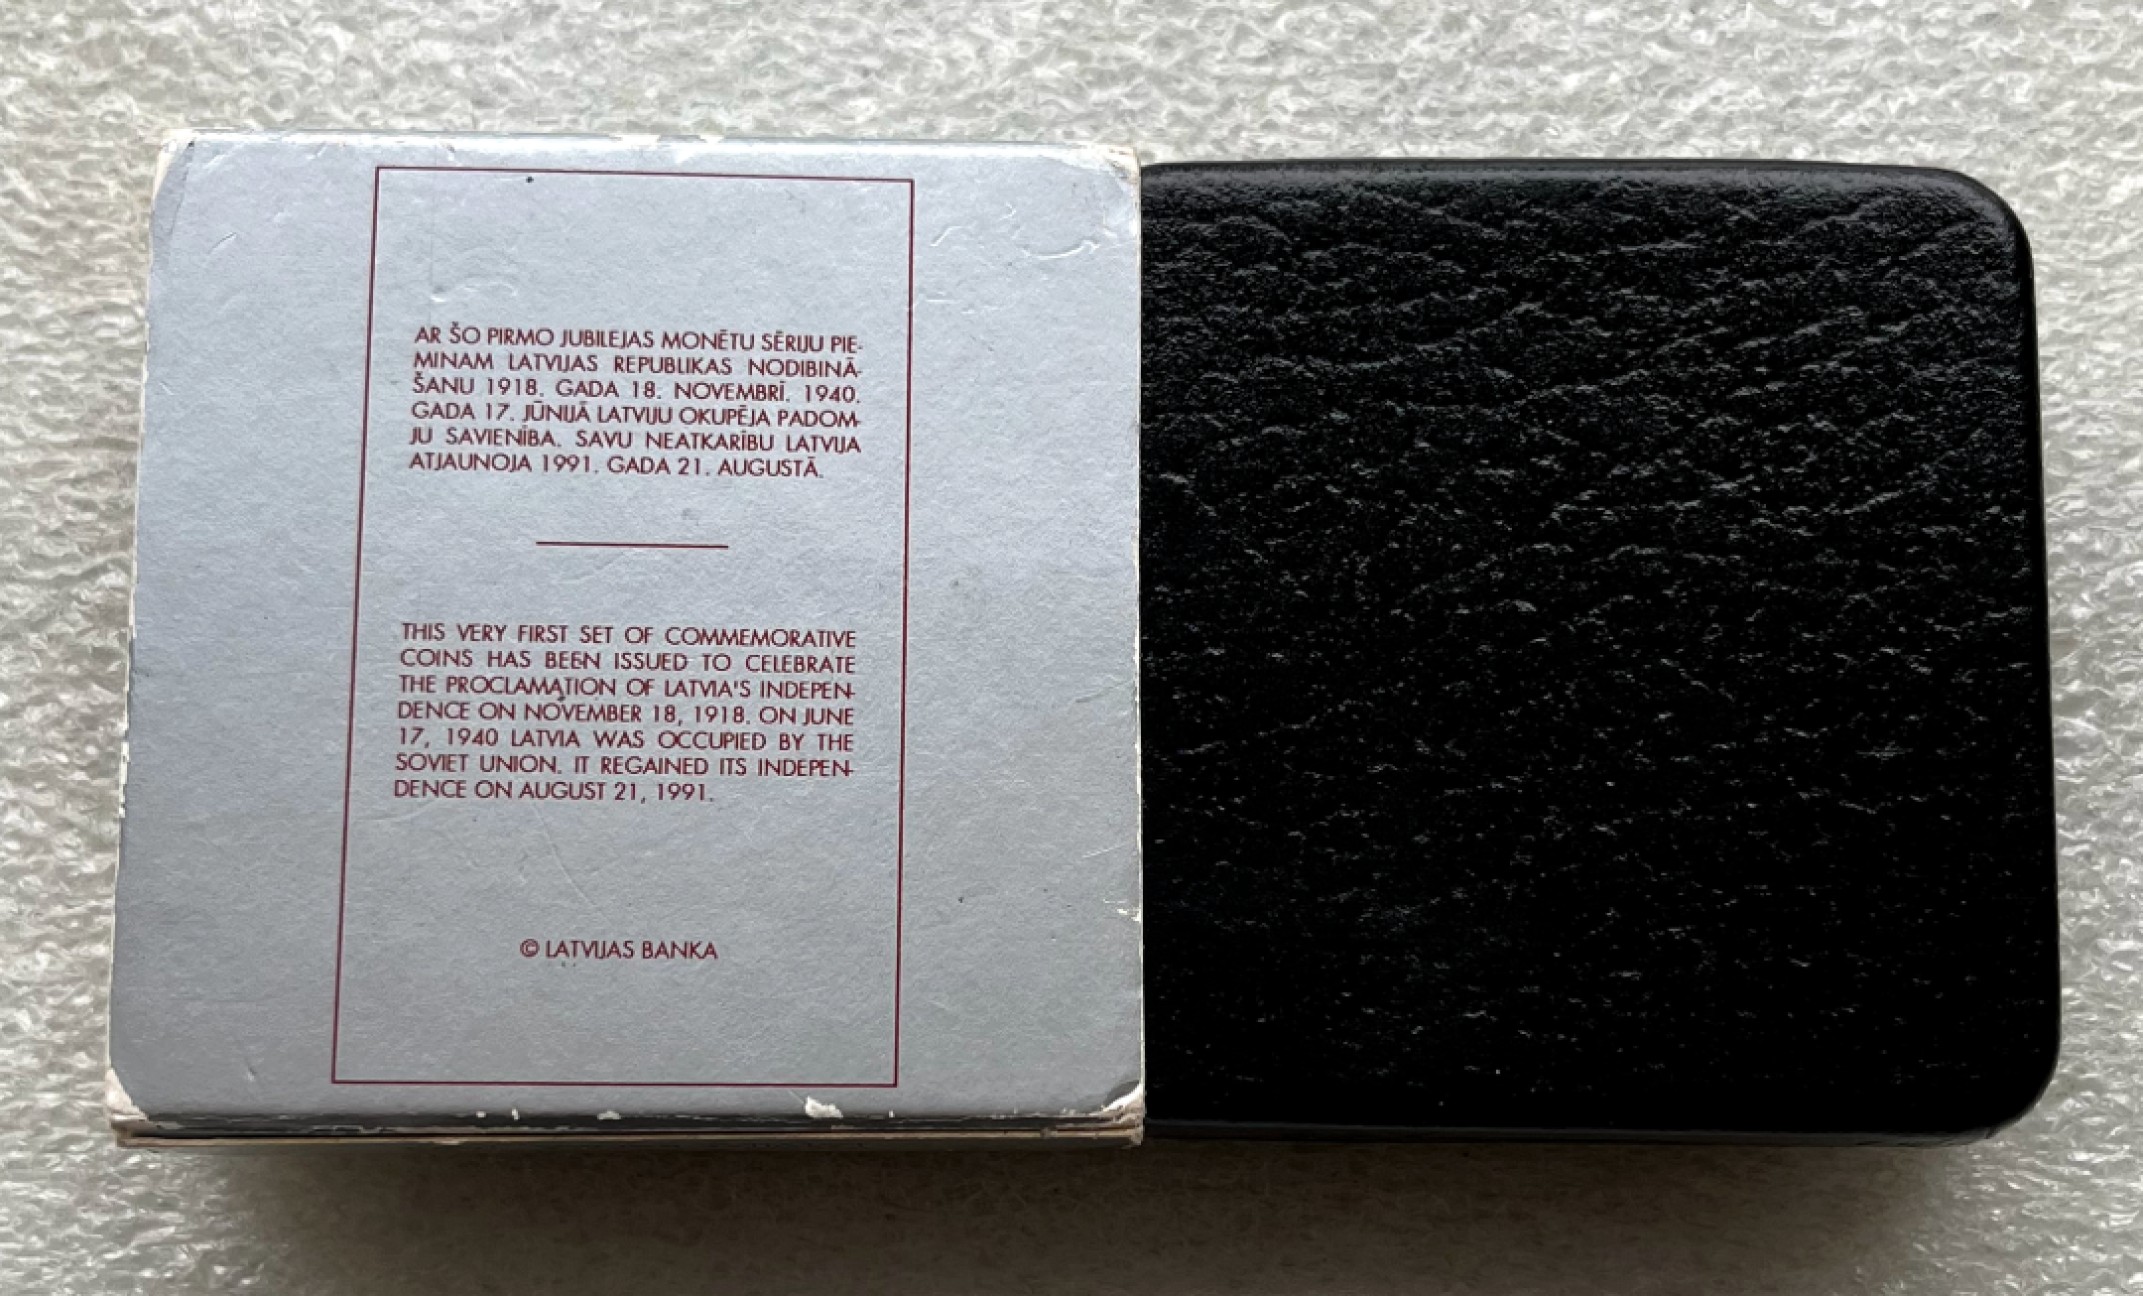 AR ŠO PIRMO JUBILEJAS MONĒTU SĒRIJU PIE-
MINAM LATVIJAS REPUBLIKAS NODIBINĀ-
ŠANU 1918. GADA 18. NOVEMBRĪ. 1940.
GADA 17. JŪNIJĀ LATVIJU OKUPĒJA PADOM-
JU SAVIENĪBA. SAVU NEATKARĪBU LATVIJA
ATJAUNOJA 1991. GADA 21. AUGUSTĀ.
THIS VERY FIRST SET OF COMMEMORATIVE
COINS HAS BEEN ISSUED TO CELEBRATE
THE PROCLAMATION OF LATVIA'S INDEPEN-
DENCE ON NOVEMBER 18, 1918. ON JUNE
17, 1940 LATVIA WAS OCCUPIED BY THE
SOVIET UNION. IT REGAINED ITS INDEPEN-
DENCE ON AUGUST 21, 1991.
© LATVIJAS BANKA